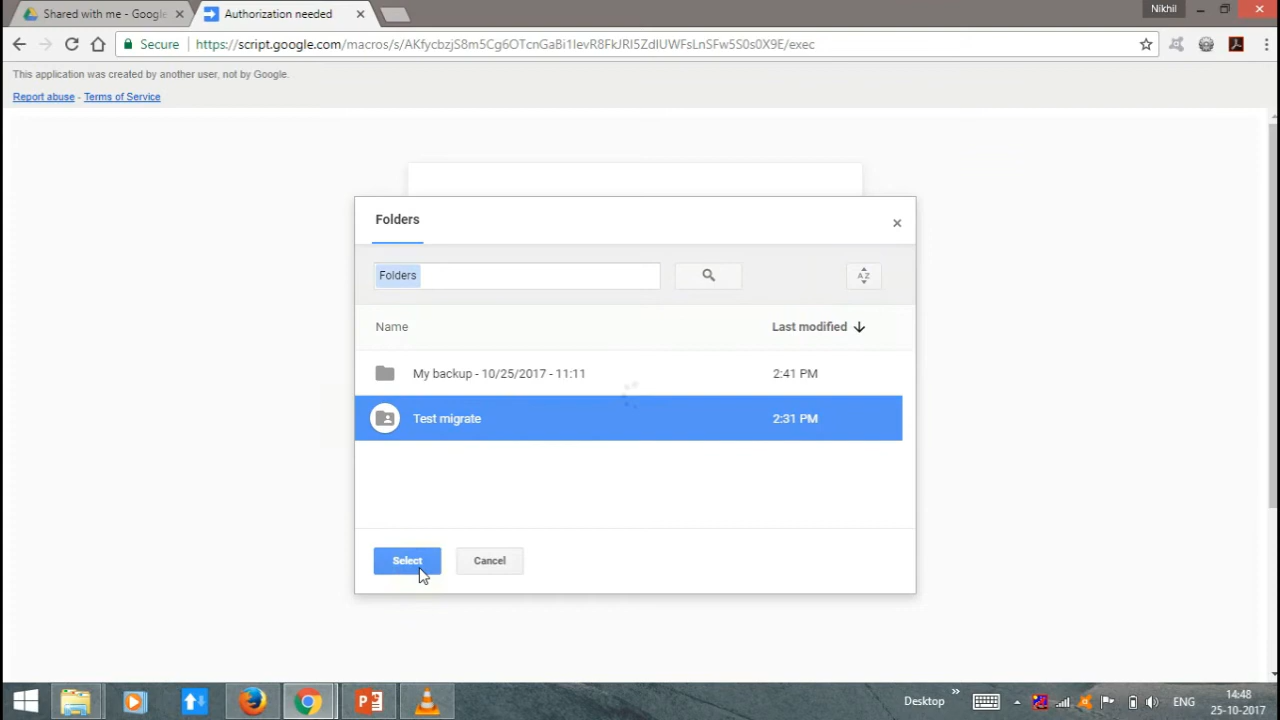 Shared with me - Google
Authorization needed
Nikhil
Secure
https://script.google.com/macros/s/AKfycbzjS8m5Cg6OTcrGaBi1IevR8FkJRI5ZdIUWFsLnSFw5S0s0X9E/exec
This application was created by another user, not by Google.
Report abuse - Terms of Service
Folders
Folders
AZ
Name
Last modified
My backup - 10/25/2017 - 11:11
2:41 PM
Test migrate
2:31 PM
Select
Cancel
Desktop
ENG
14:48
25-10-2017